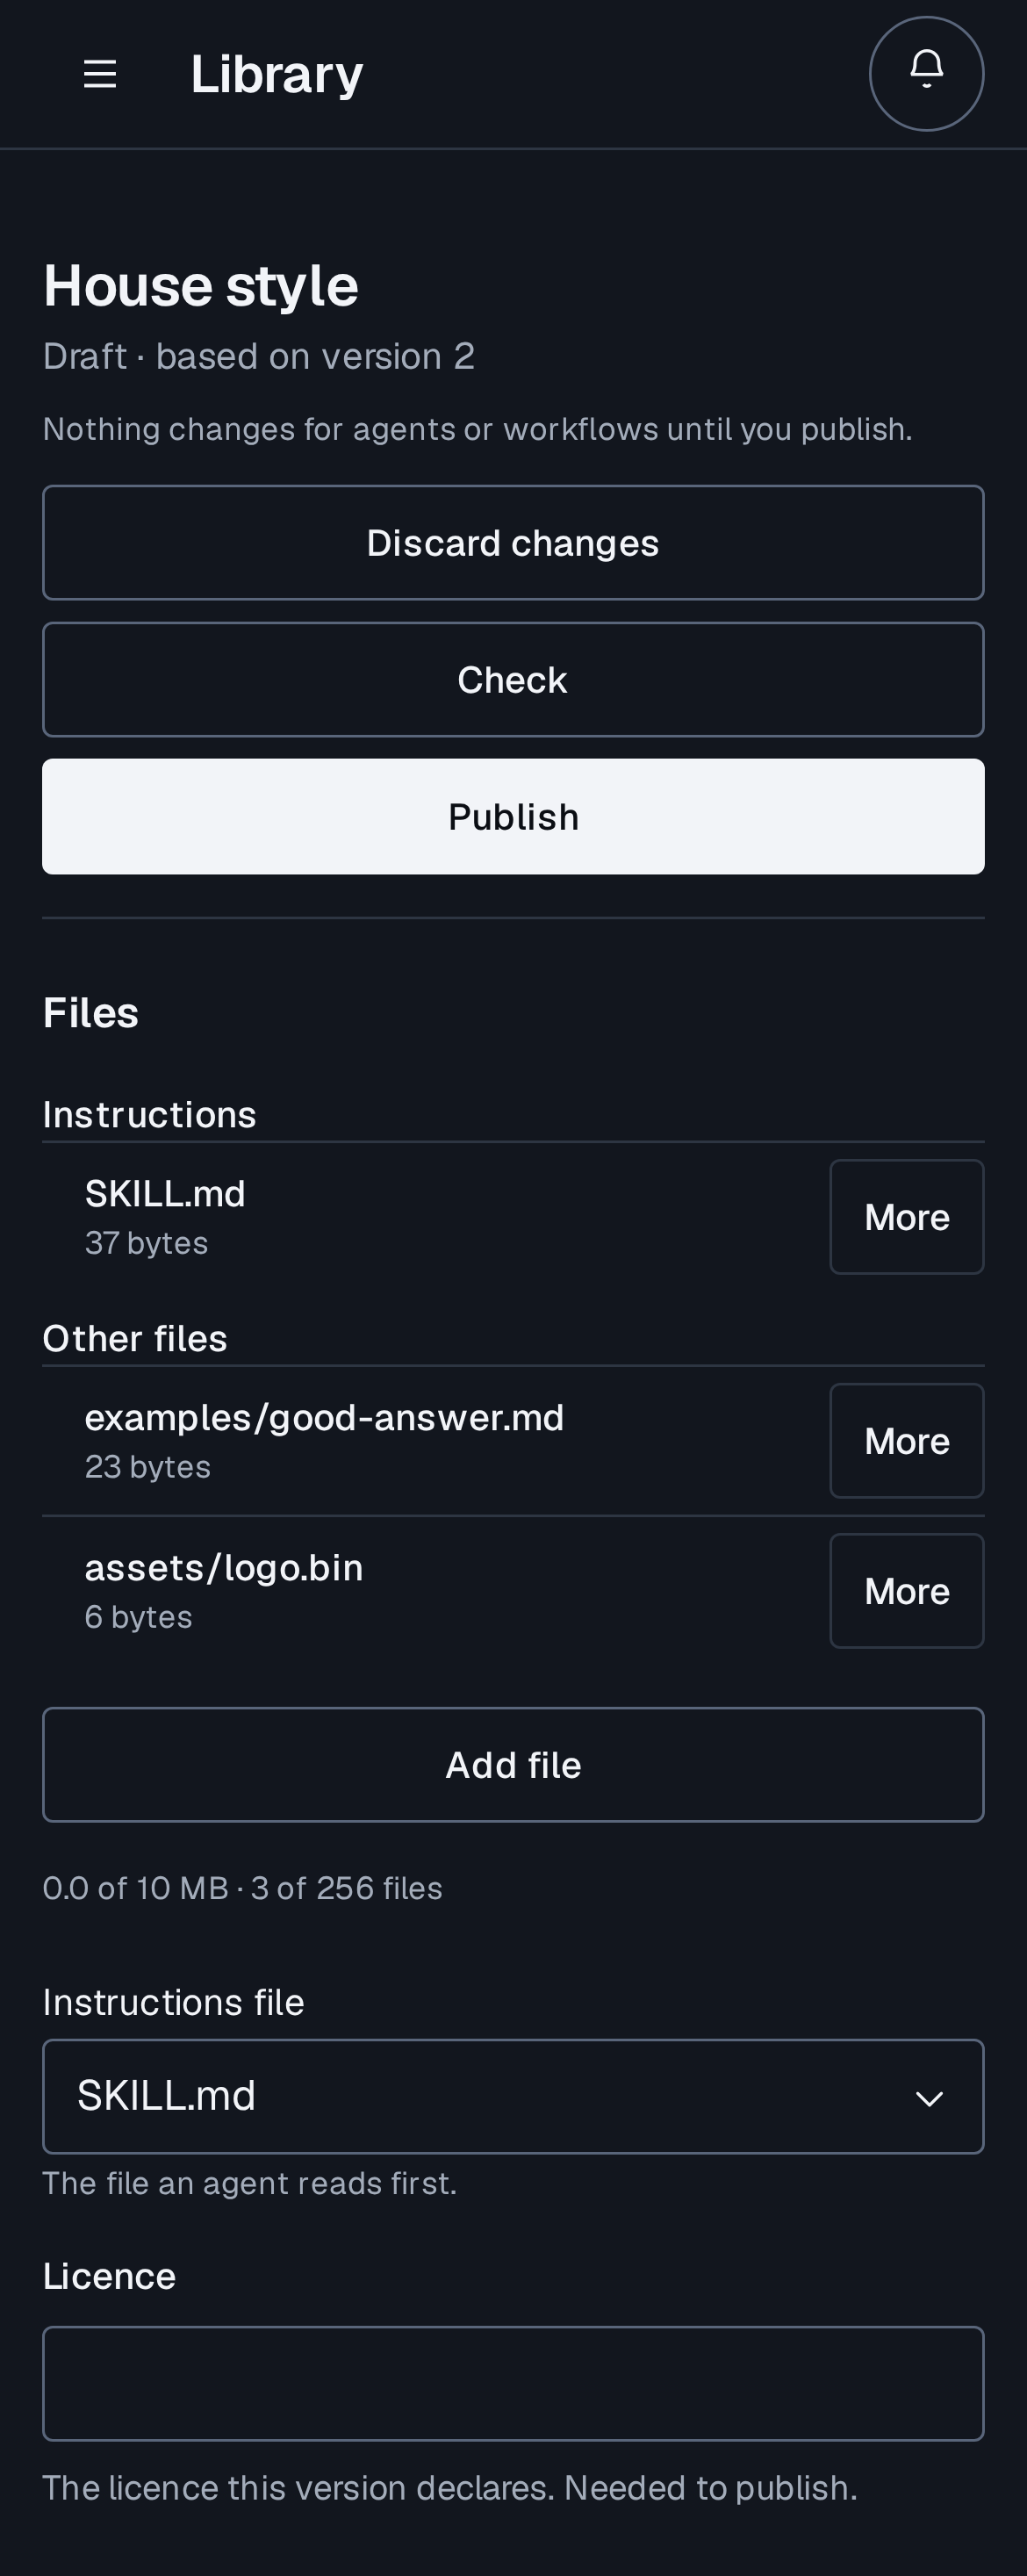 Library
House style
Draft · based on version 2
Nothing changes for agents or workflows until you publish.
Discard changes
Check
Publish
Files
Instructions
SKILL.md
37 bytes
More
Other files
examples/good-answer.md
23 bytes
More
assets/logo.bin
6 bytes
More
Add file
0.0 of 10 MB · 3 of 256 files
Instructions file
SKILL.md
The file an agent reads first.
Licence
The licence this version declares. Needed to publish.